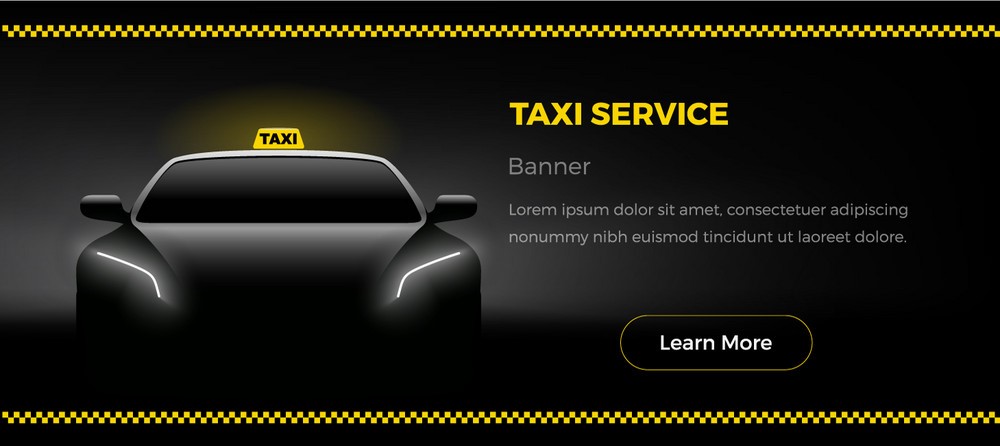 TAXI
TAXI SERVICE
Banner
Lorem ipsum dolor sit amet, consectetuer adipiscing
nonummy nibh euismod tincidunt ut laoreet dolore.
Learn More